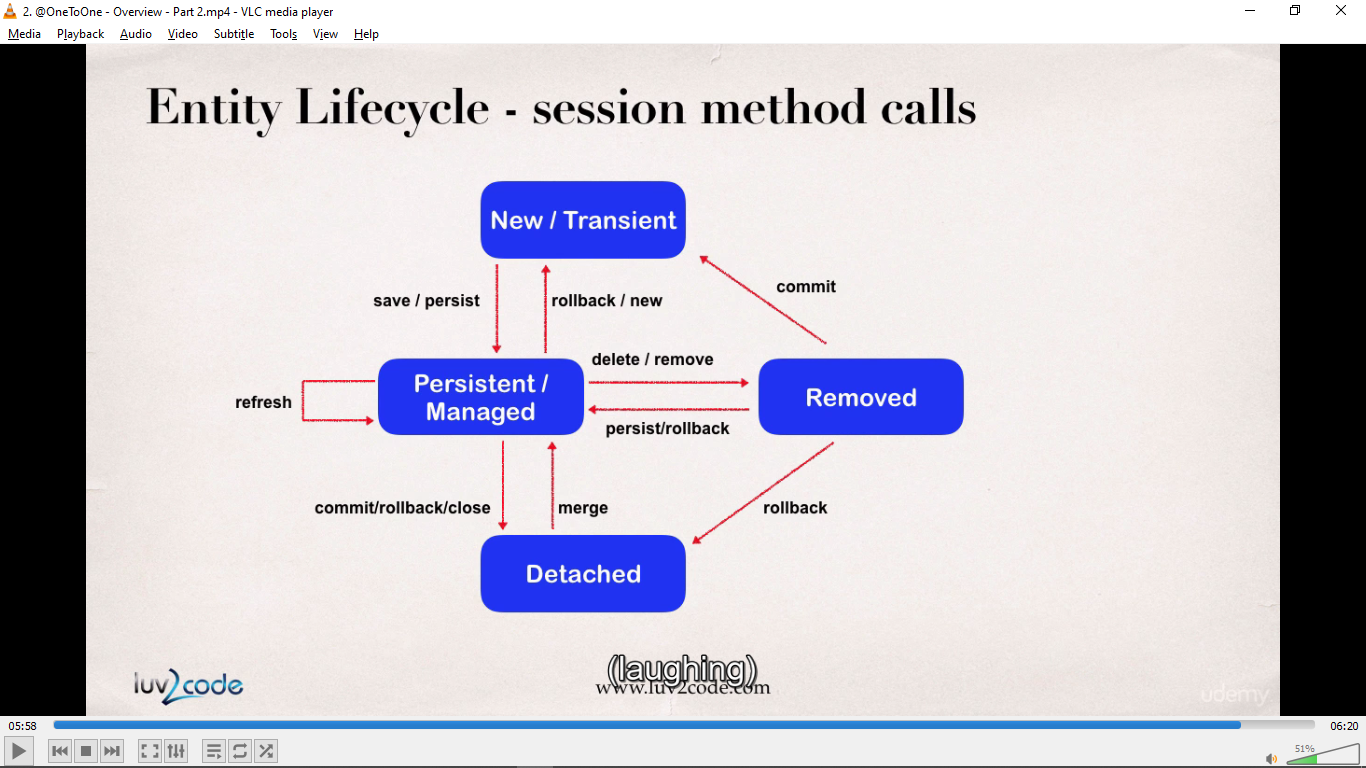 2. @OneToOne - Overview - Part 2.mp4 - VLC media player
Media Playback Audio Video Subtitle Tools View Help
Entity Lifecycle - session method calls
New / Transient
commit
save / persist
rollback / new
delete / remove
Persistent /
Managed
Removed
refresh
persist/rollback
commit/rollback/close
merge
rollback
Detached
(laughing)
luv2code
www.luv2code.com
udemy
05:58
06:20
51%